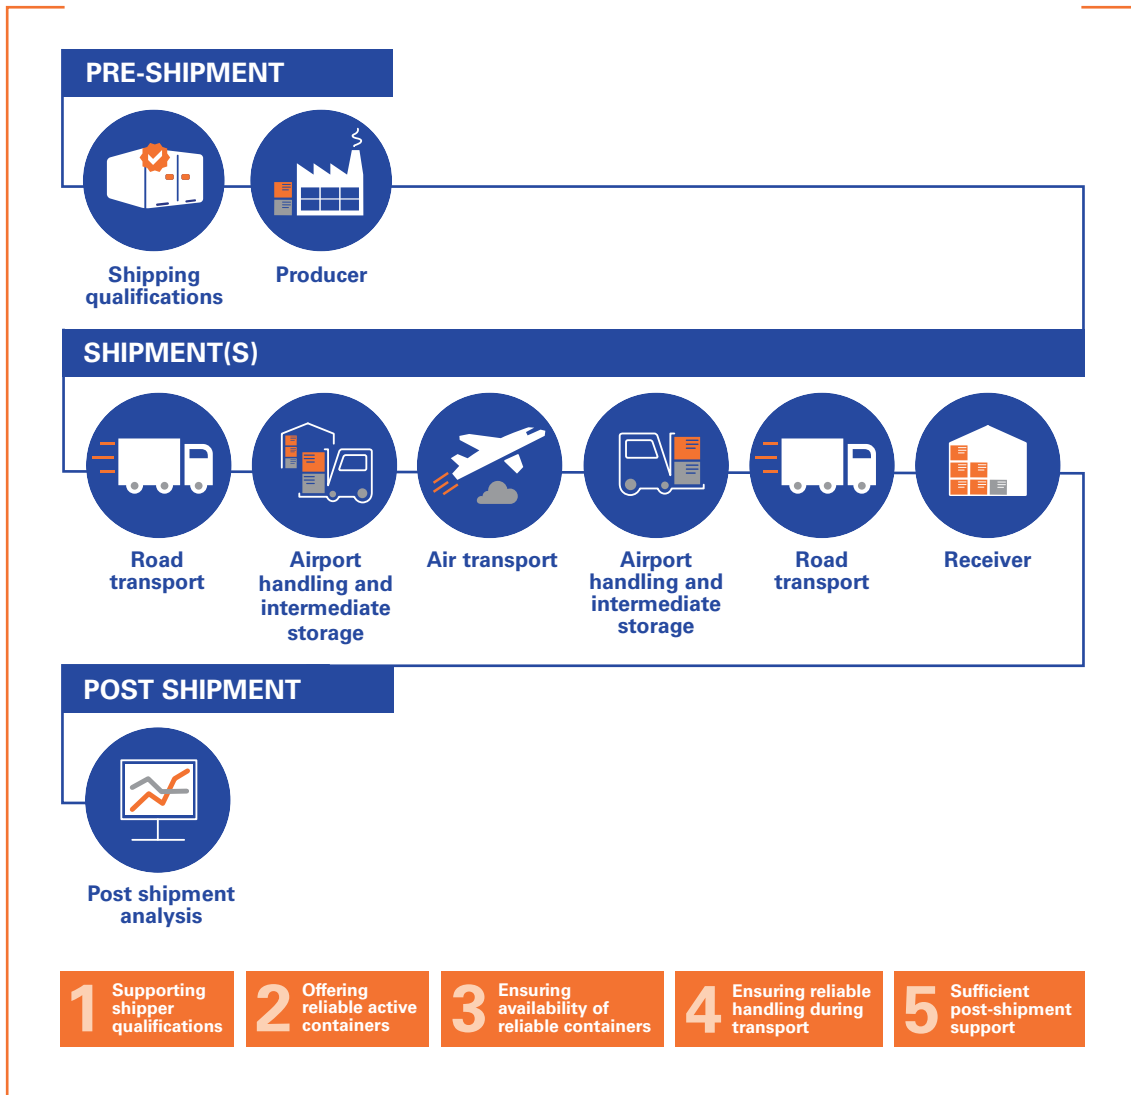 PRE-SHIPMENT
Shipping
qualifications
Producer
SHIPMENT(S)
Road
transport
Airport
handling and
intermediate
storage
Air transport
Airport
handling and
intermediate
storage
Road
transport
Receiver
POST SHIPMENT
Post shipment
analysis
1
Supporting
shipper
qualifications
2
Offering
reliable active
containers
3
Ensuring
availability of
reliable containers
4
Ensuring reliable
handling during
transport
5
Sufficient
post-shipment
support